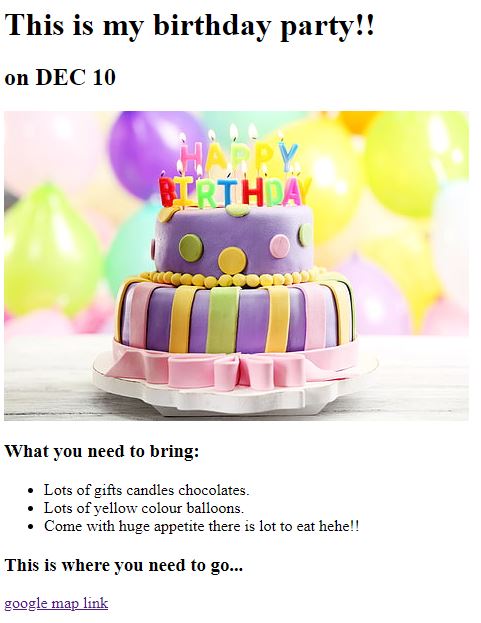 This is my birthday party!!
on DEC 10
HAPPY
BIRTHDAY
What you need to bring:
Lots of gifts candles chocolates.
Lots of yellow colour balloons.
Come with huge appetite there is lot to eat hehe!!
This is where you need to go...
google map link